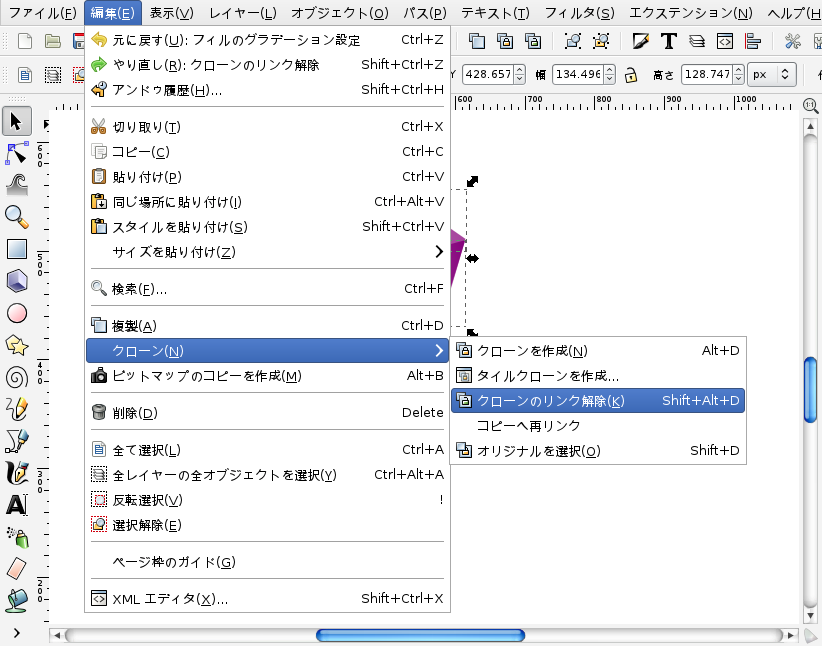 ファイル(F) 編集(E) 表示(V) レイヤー(L) オブジェクト(O) パス(P) テキスト(T) フィルタ(S) エクステンション(N) ヘルプ(H
元に戻す(U): フィルのグラデーション設定 Ctrl+Z
やり直し(R): クローンのリンク解除 Shift+Ctrl+Z
アンドゥ履歴(H)... Shift+Ctrl+H
切り取り(T) Ctrl+X
コピー(C) Ctrl+C
貼り付け(P) Ctrl+V
同じ場所に貼り付け(I) Ctrl+Alt+V
スタイルを貼り付け(S) Shift+Ctrl+V
サイズを貼り付け(Z)
検索(F)... Ctrl+F
複製(A) Ctrl+D
クローン(N)
ビットマップのコピーを作成(M) Alt+B
削除(D) Delete
全て選択(L) Ctrl+A
全レイヤーの全オブジェクトを選択(Y) Ctrl+Alt+A
反転選択(V) !
選択解除(E)
ページ枠のガイド(G)
XML エディタ(X)... Shift+Ctrl+X
Y 428.657 幅 134.496 高さ 128.747 px
600 700 800 900 1000
1:1
600
500
400
300
200
クローンを作成(N) Alt+D
タイルクローンを作成...
クローンのリンク解除(K) Shift+Alt+D
コピーへ再リンク
オリジナルを選択(O) Shift+D